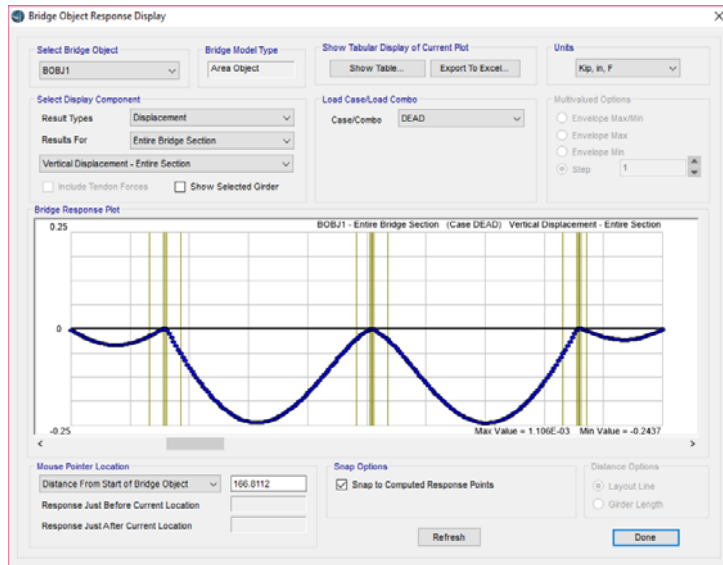 Bridge Object Response Display
Select Bridge Object
BOBJ1
Bridge Model Type
Area Object
Show Tabular Display of Current Plot
Show Table...
Export To Excel...
Units
Kip, in, F
Select Display Component
Result Types
Displacement
Results For
Entire Bridge Section
Vertical Displacement - Entire Section
Include Tendon Forces
Show Selected Girder
Load Case/Load Combo
Case/Combo
DEAD
Multivalued Options
Envelope Max/Min
Envelope Max
Envelope Min
Step
1
Bridge Response Plot
0.25
BOBJ1 - Entire Bridge Section (Case DEAD) Vertical Displacement - Entire Section
0
-0.25
Max Value = 1.106E-03 Min Value = -0.2437
Mouse Pointer Location
Distance From Start of Bridge Object
166.8112
Response Just Before Current Location
Response Just After Current Location
Snap Options
Snap to Computed Response Points
Distance Options
Layout Line
Girder Length
Refresh
Done